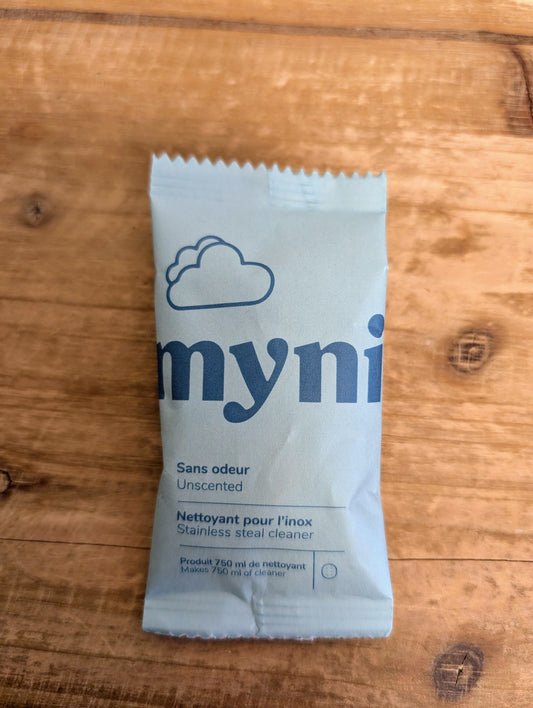 myni
Sans odeur
Unscented
Nettoyant pour l'inox
Stainless steal cleaner
Produit 750 ml de nettoyant
Makes 750 ml of cleaner